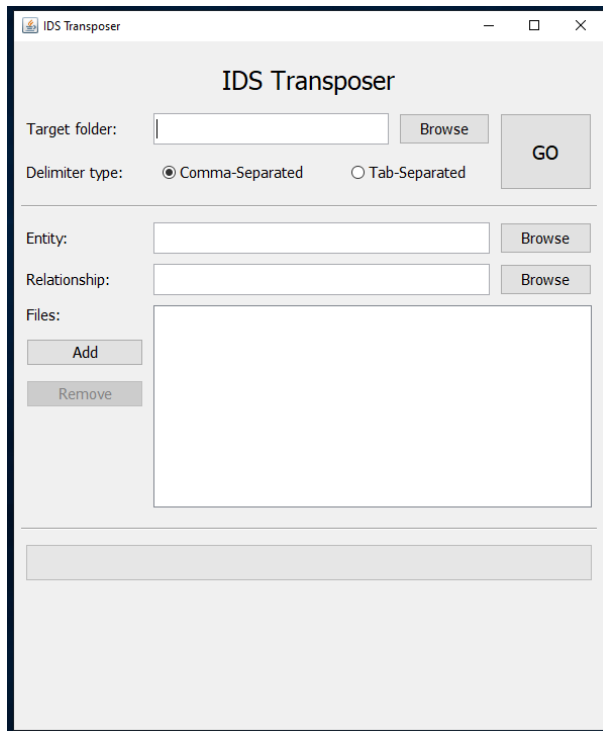 IDS Transposer
IDS Transposer
Target folder: Browse
GO
Delimiter type: Comma-Separated Tab-Separated
Entity: Browse
Relationship: Browse
Files:
Add
Remove